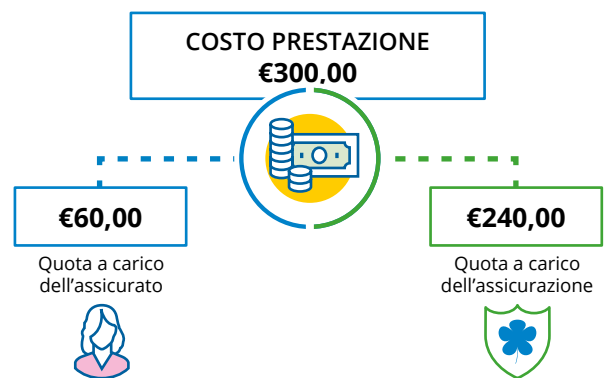 COSTO PRESTAZIONE
€300,00
€60,00
Quota a carico
dell'assicurato
€240,00
Quota a carico
dell'assicurazione